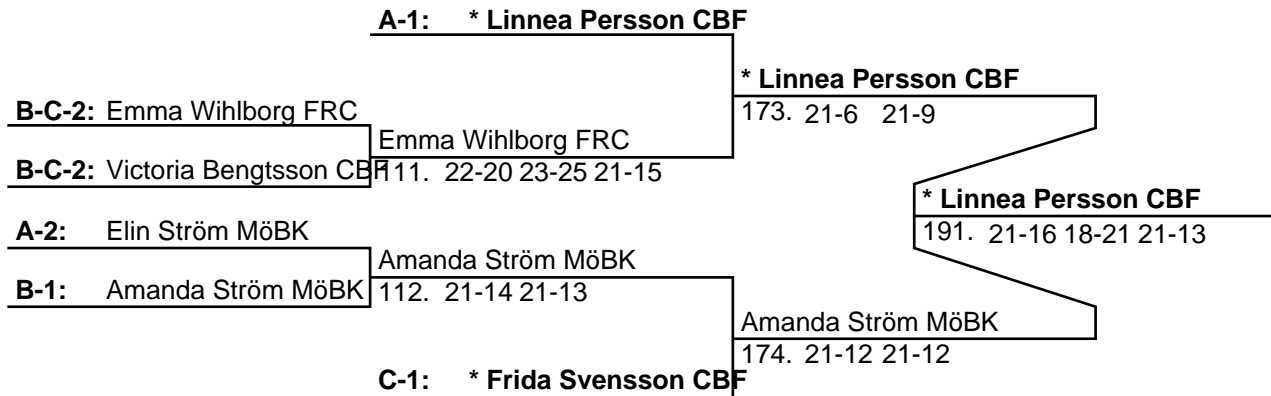 A-1: * Linnea Persson CBF
* Linnea Persson CBF
B-C-2: Emma Wihlborg FRC
173. 21-6 21-9
Emma Wihlborg FRC
B-C-2: Victoria Bengtsson CBF
111. 22-20 23-25 21-15
* Linnea Persson CBF
A-2: Elin Ström MöBK
191. 21-16 18-21 21-13
Amanda Ström MöBK
B-1: Amanda Ström MöBK
112. 21-14 21-13
Amanda Ström MöBK
174. 21-12 21-12
C-1: * Frida Svensson CBF